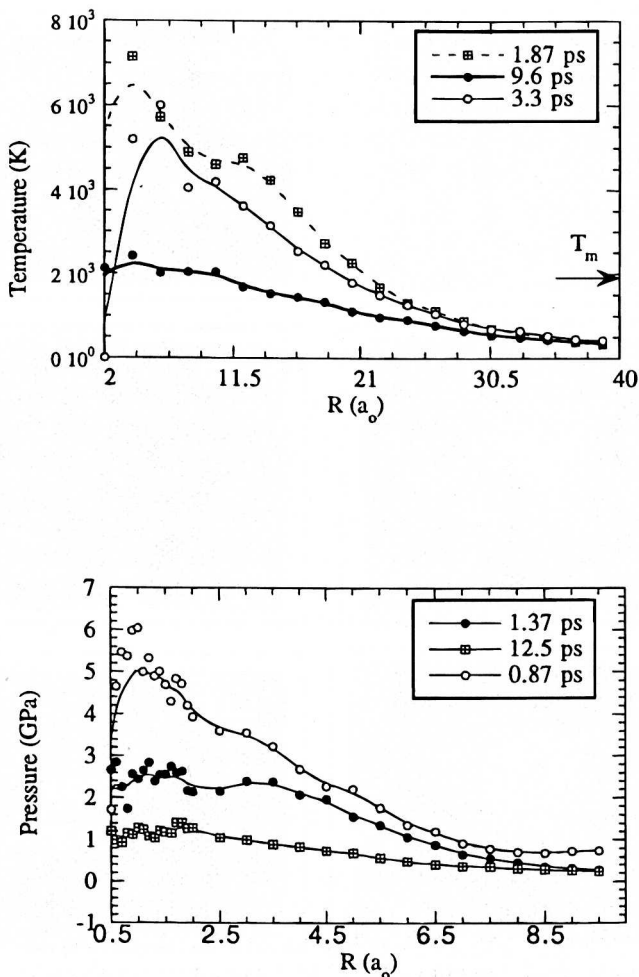 8 10³
1.87 ps
9.6 ps
3.3 ps
6 10³
Temperature (K)
4 10³
2 10³
T_m
0 10⁰
2
11.5
21
30.5
40
R (a_o)
7
1.37 ps
12.5 ps
0.87 ps
6
5
4
Pressure (GPa)
3
2
1
0
-1
0.5
2.5
4.5
6.5
8.5
R (a_o)